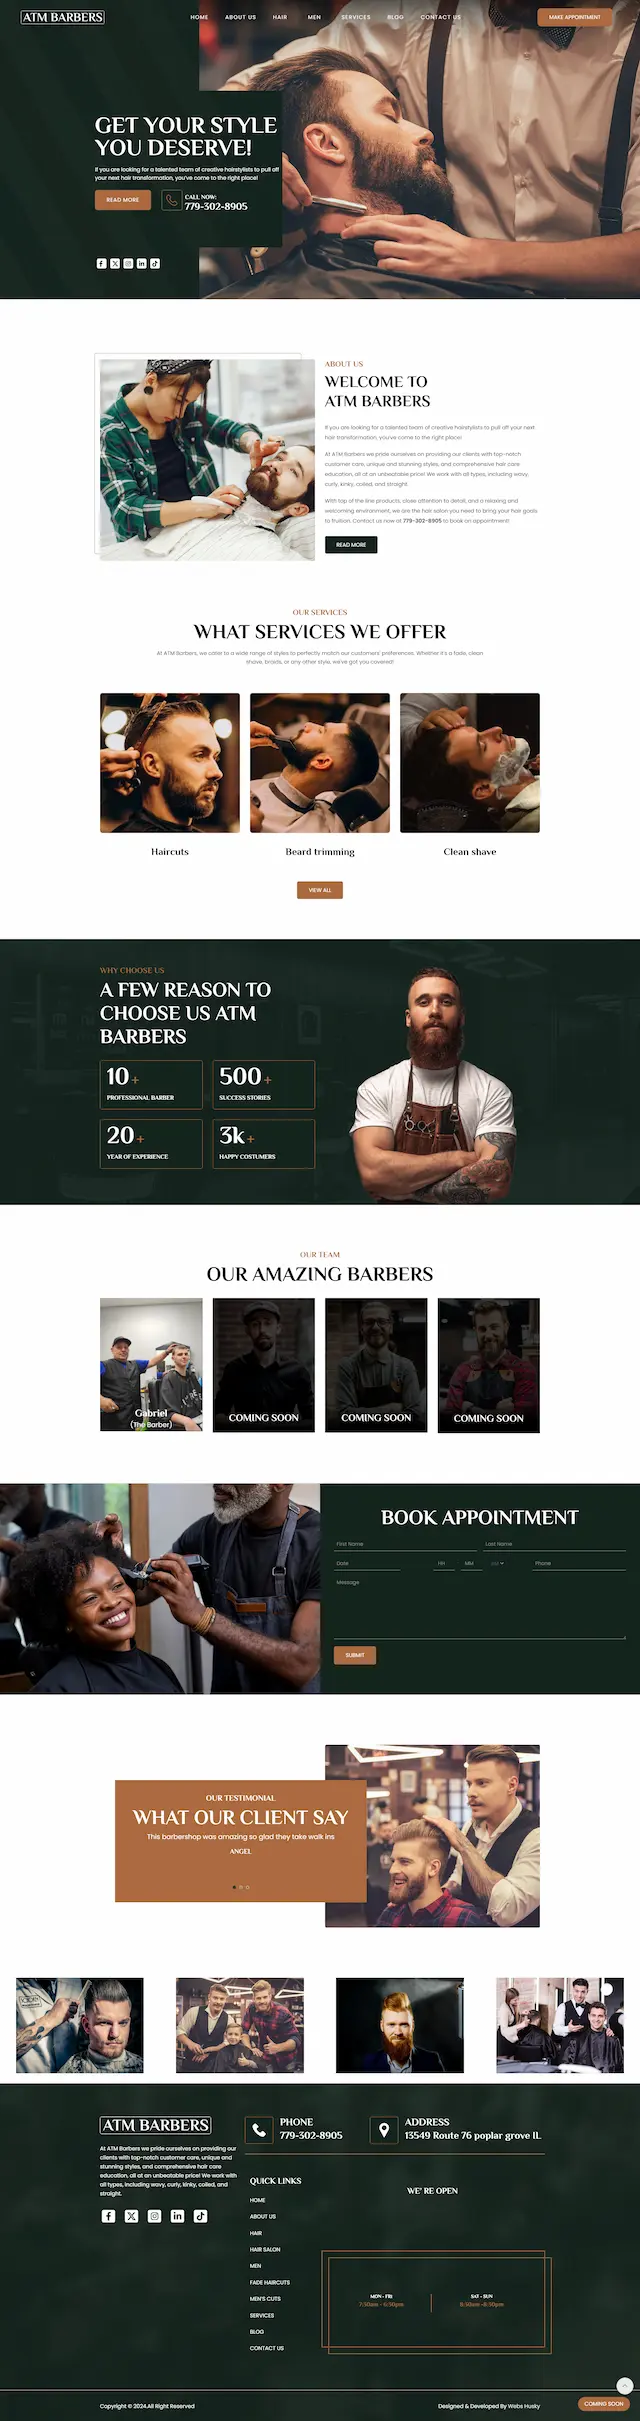 ATM BARBERS
HOME ABOUT US HAIR MEN SERVICES BLOG CONTACT US
MAKE APPOINTMENT
GET YOUR STYLE
YOU DESERVE!
If you are looking for a talented team of creative hairstylists to pull off
your next hair transformation, you've come to the right place!
READ MORE
CALL NOW:
779-302-8905
ABOUT US
WELCOME TO
ATM BARBERS
If you are looking for a talented team of creative hairstylists to pull off your next
hair transformation, you've come to the right place!
At ATM Barbers we pride ourselves on providing our clients with top-notch
customer care, unique and stunning styles, and comprehensive hair care
education, all at an unbeatable price! We work with all types, including wavy,
curly, kinky, coiled, and straight.
With top of the line products, close attention to detail, and a relaxing and
welcoming environment, we are the hair salon you need to bring your hair goals
to fruition. Contact us now at 779-302-8905 to book an appointment!
READ MORE
OUR SERVICES
WHAT SERVICES WE OFFER
At ATM Barbers, we cater to a wide range of styles to perfectly match our customers' preferences. Whether it's a fade, clean
shave, braids, or any other style, we've got you covered!
Haircuts
Beard trimming
Clean shave
VIEW ALL
WHY CHOOSE US
A FEW REASON TO
CHOOSE US ATM
BARBERS
10+
PROFESSIONAL BARBER
500+
SUCCESS STORIES
20+
YEAR OF EXPERIENCE
3k+
HAPPY COSTUMERS
OUR TEAM
OUR AMAZING BARBERS
Gabriel
(The Barber)
COMING SOON
COMING SOON
COMING SOON
BOOK APPOINTMENT
First Name
Last Name
Date
HH
MM
AM
Phone
Message
SUBMIT
OUR TESTIMONIAL
WHAT OUR CLIENT SAY
This barbershop was amazing so glad they take walk ins
ANGEL
ATM BARBERS
At ATM Barbers we pride ourselves on providing our
clients with top-notch customer care, unique and
stunning styles, and comprehensive hair care
education, all at an unbeatable price! We work with
all types, including wavy, curly, kinky, coiled, and
straight.
PHONE
779-302-8905
ADDRESS
13549 Route 76 poplar grove IL
QUICK LINKS
HOME
ABOUT US
HAIR
HAIR SALON
MEN
FADE HAIRCUTS
MEN'S CUTS
SERVICES
BLOG
CONTACT US
WE' RE OPEN
MON - FRI
7:30am - 6:30pm
SAT - SUN
8:30am -6:30pm
COMING SOON
Copyright © 2024.All Right Reserved
Designed & Developed By Webs Husky